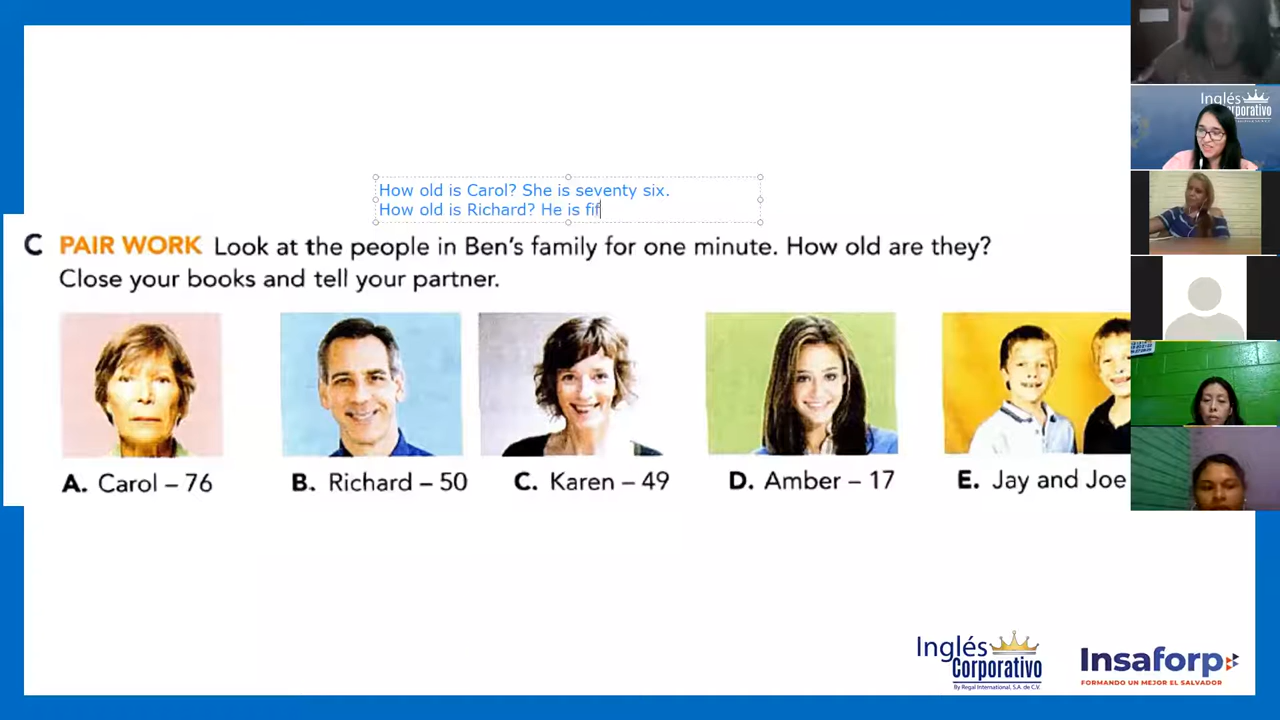 How old is Carol? She is seventy six.
How old is Richard? He is fif
C PAIR WORK Look at the people in Ben's family for one minute. How old are they?
Close your books and tell your partner.
A. Carol – 76
B. Richard – 50
C. Karen – 49
D. Amber – 17
E. Jay and Joe
Inglés
Corporativo
By Regal International, S.A. de C.V.
Insaforp
FORMANDO UN MEJOR EL SALVADOR
Inglés